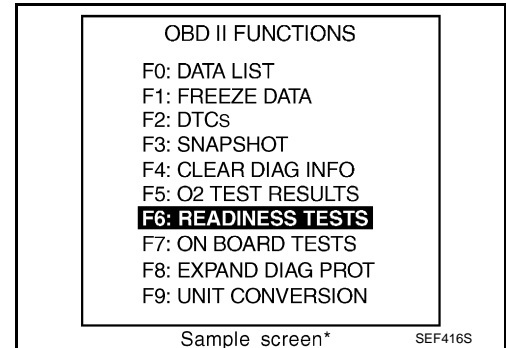 OBD II FUNCTIONS
F0: DATA LIST
F1: FREEZE DATA
F2: DTCs
F3: SNAPSHOT
F4: CLEAR DIAG INFO
F5: O2 TEST RESULTS
F6: READINESS TESTS
F7: ON BOARD TESTS
F8: EXPAND DIAG PROT
F9: UNIT CONVERSION
Sample screen*
SEF416S